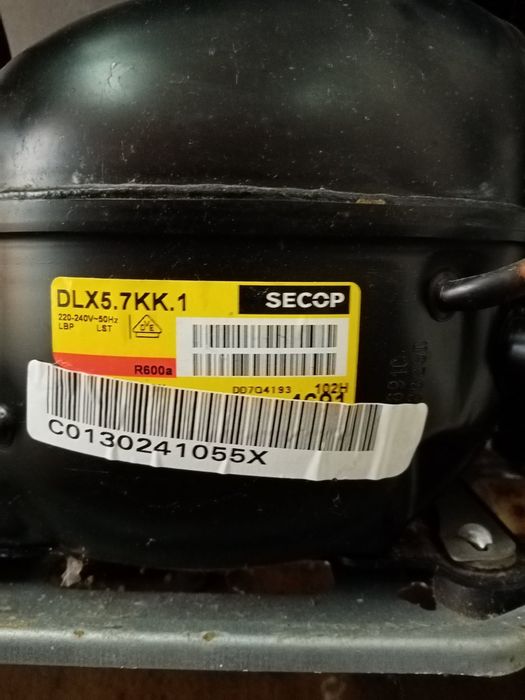 DLX5.7KK.1
SECOP
220-240V~50Hz
LBP LST
R600a
DD7Q4193 102H
C0130241055X